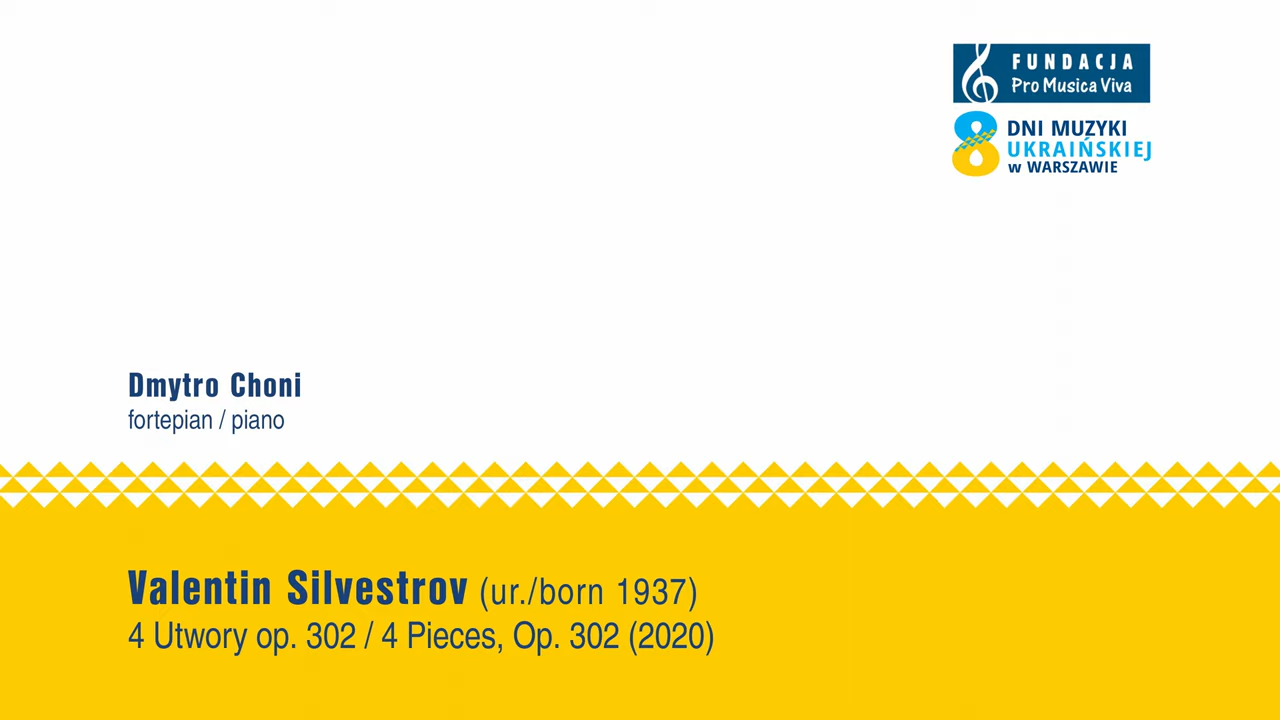 FUNDACJA
Pro Musica Viva
8 DNI MUZYKI
UKRAIŃSKIEJ
w WARSZAWIE
Dmytro Choni
fortepian / piano
Valentin Silvestrov (ur./born 1937)
4 Utwory op. 302 / 4 Pieces, Op. 302 (2020)